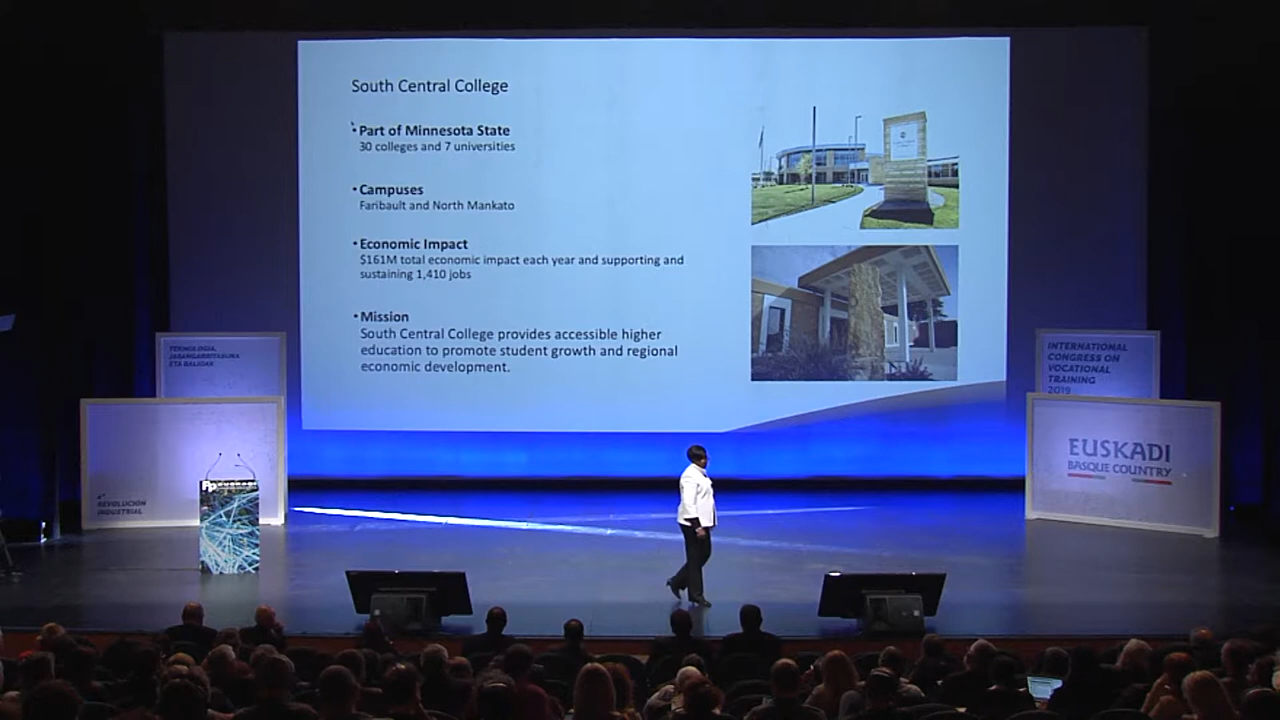 South Central College
• Part of Minnesota State
30 colleges and 7 universities
• Campuses
Faribault and North Mankato
• Economic Impact
$161M total economic impact each year and supporting and
sustaining 1,410 jobs
• Mission
South Central College provides accessible higher
education to promote student growth and regional
economic development.
TEKNOLOGIA,
JASANGARRITASUNA
ETA BALIOAK
4ª
REVOLUCIÓN
INDUSTRIAL
Fp EUSKADI
INTERNATIONAL
CONGRESS ON
VOCATIONAL
TRAINING
2019
EUSKADI
BASQUE COUNTRY